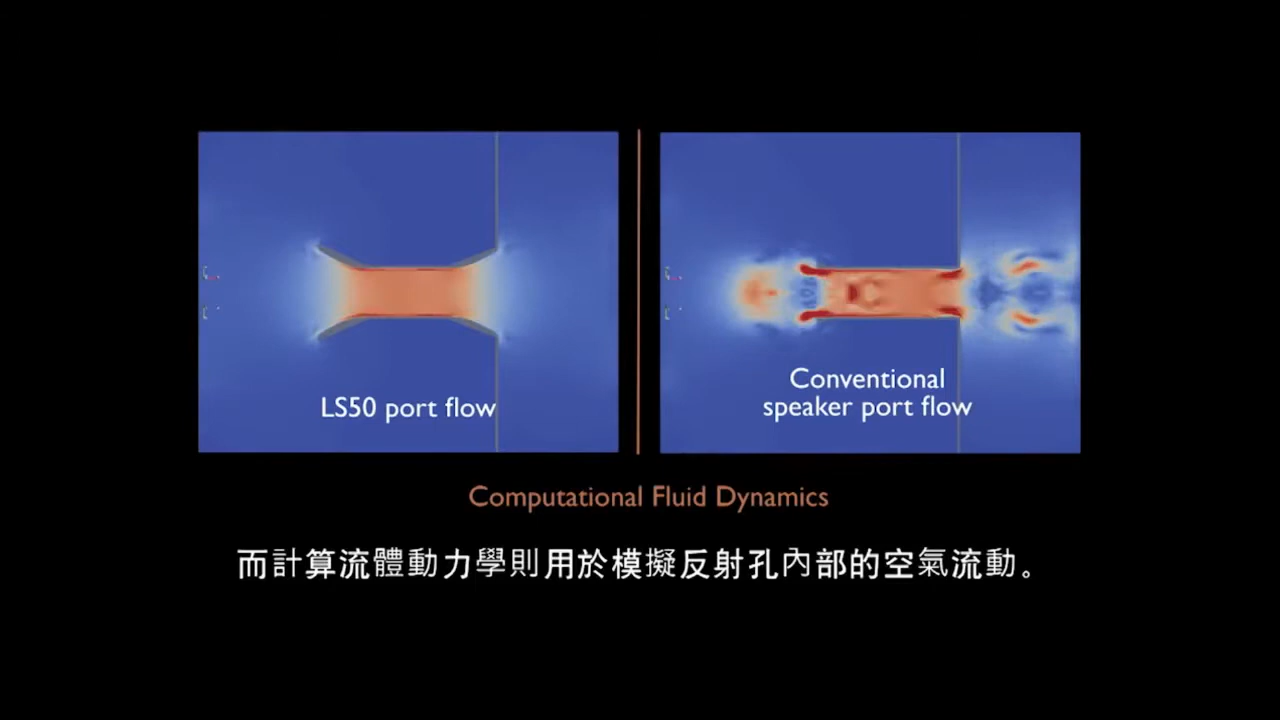 LS50 port flow
Conventional
speaker port flow
Computational Fluid Dynamics
而計算流體動力學則用於模擬反射孔內部的空氣流動。